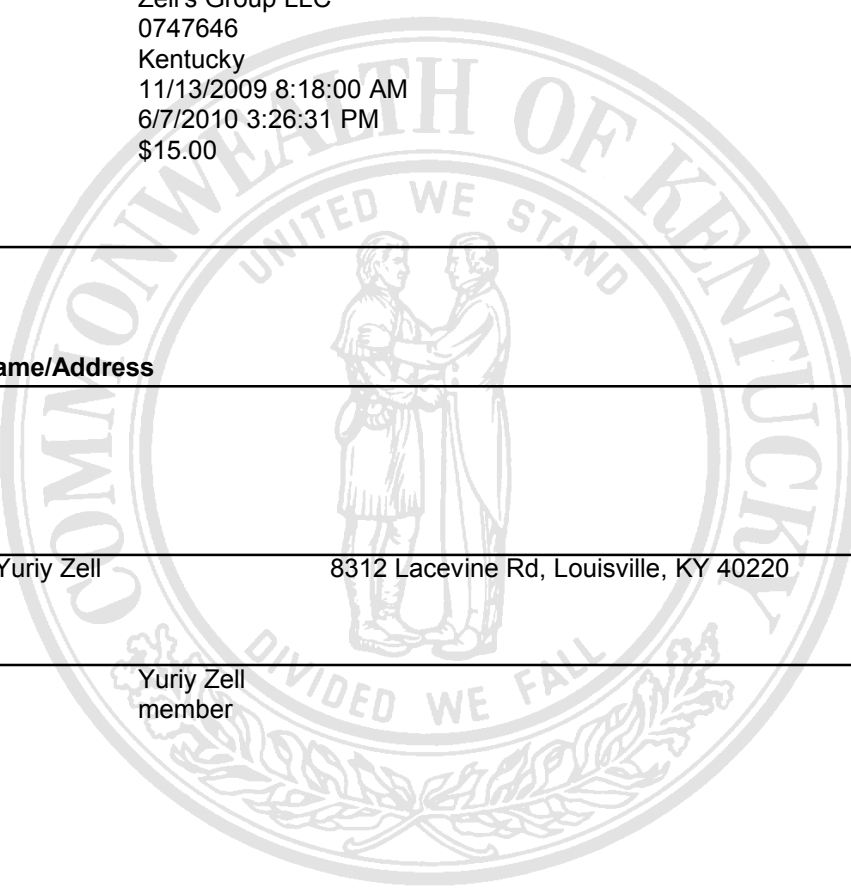 Zell's Group LLC
0747646
Kentucky
11/13/2009 8:18:00 AM
6/7/2010 3:26:31 PM
$15.00
COMMONWEALTH OF KENTUCKY
UNITED WE STAND
ame/Address
Yuriy Zell 8312 Lacevine Rd, Louisville, KY 40220
DIVIDED WE FALL
Yuriy Zell
member